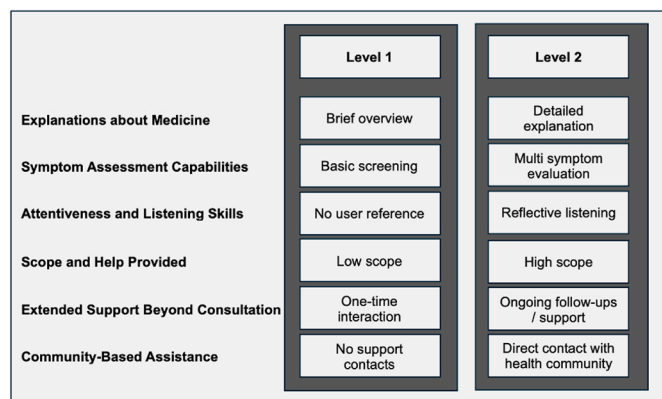 Level 1
Level 2
Explanations about Medicine
Brief overview
Detailed
explanation
Symptom Assessment Capabilities
Basic screening
Multi symptom
evaluation
Attentiveness and Listening Skills
No user reference
Reflective listening
Scope and Help Provided
Low scope
High scope
Extended Support Beyond Consultation
One-time
interaction
Ongoing follow-ups
/ support
Community-Based Assistance
No support
contacts
Direct contact with
health community